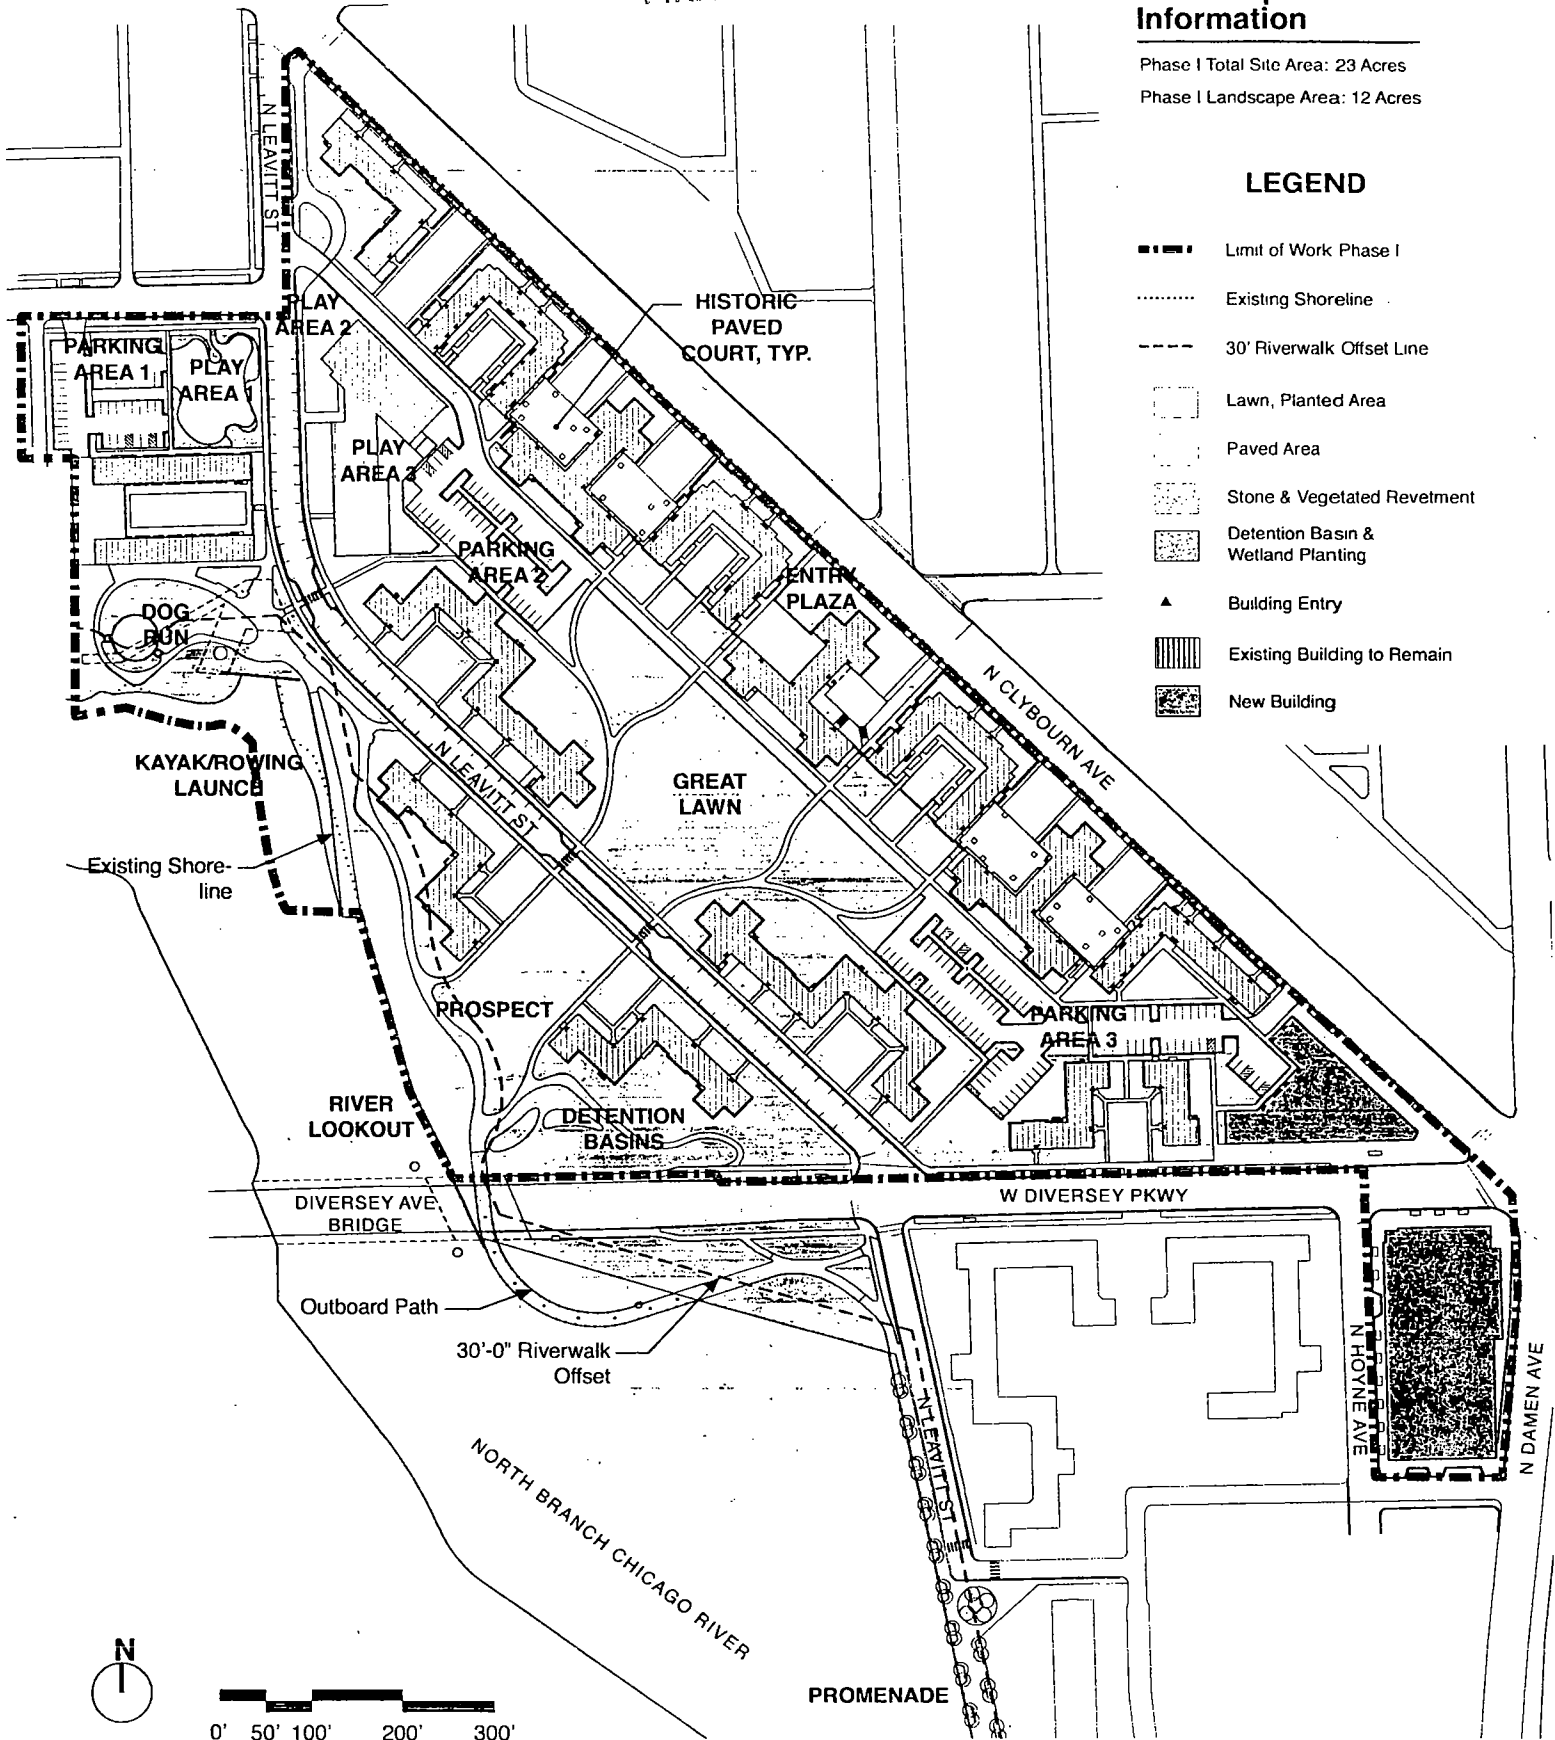 Information
Phase I Total Site Area: 23 Acres
Phase I Landscape Area: 12 Acres
LEGEND
Limit of Work Phase I
Existing Shoreline
30' Riverwalk Offset Line
Lawn, Planted Area
Paved Area
Stone & Vegetated Revetment
Detention Basin &
Wetland Planting
Building Entry
Existing Building to Remain
New Building
N LEAVITT ST
PLAY
AREA 2
HISTORIC
PAVED
COURT, TYP.
PARKING
AREA 1
PLAY
AREA 1
PLAY
AREA 3
PARKING
AREA 2
ENTRY
PLAZA
DOG
RUN
N CLYBOURN AVE
KAYAK/ROWING
LAUNCH
N LEAVITT ST
GREAT
LAWN
Existing Shore-
line
PROSPECT
PARKING
AREA 3
RIVER
LOOKOUT
DETENTION
BASINS
DIVERSEY AVE
BRIDGE
W DIVERSEY PKWY
Outboard Path
30'-0" Riverwalk
Offset
N LEAVITT ST
N HOYNE AVE
N DAMEN AVE
NORTH BRANCH CHICAGO RIVER
PROMENADE
N
0' 50' 100' 200' 300'